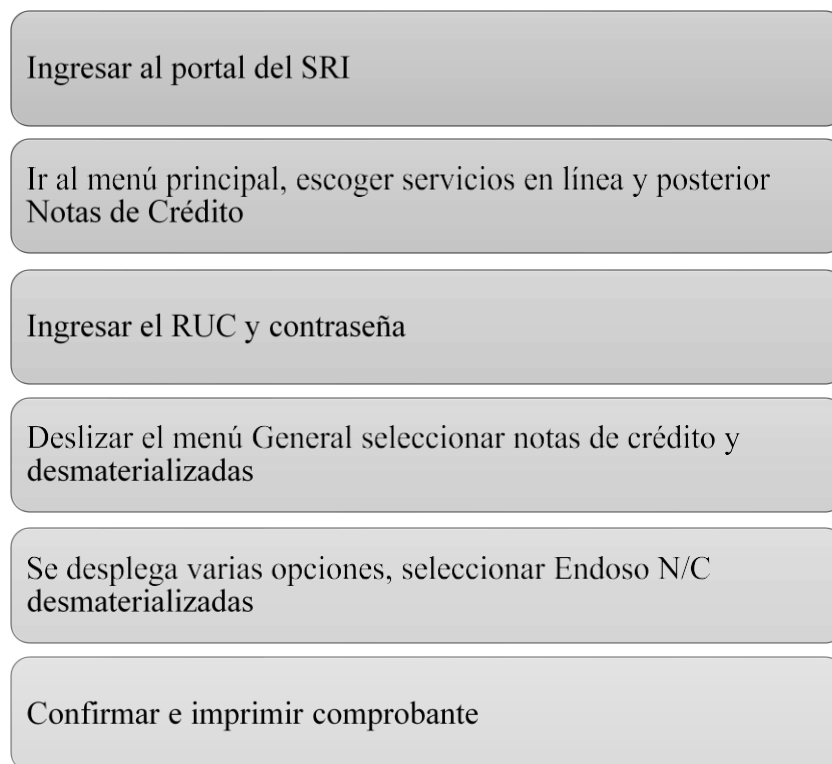 Ingresar al portal del SRI
Ir al menú principal, escoger servicios en línea y posterior
Notas de Crédito
Ingresar el RUC y contraseña
Deslizar el menú General seleccionar notas de crédito y
desmaterializadas
Se desplega varias opciones, seleccionar Endoso N/C
desmaterializadas
Confirmar e imprimir comprobante